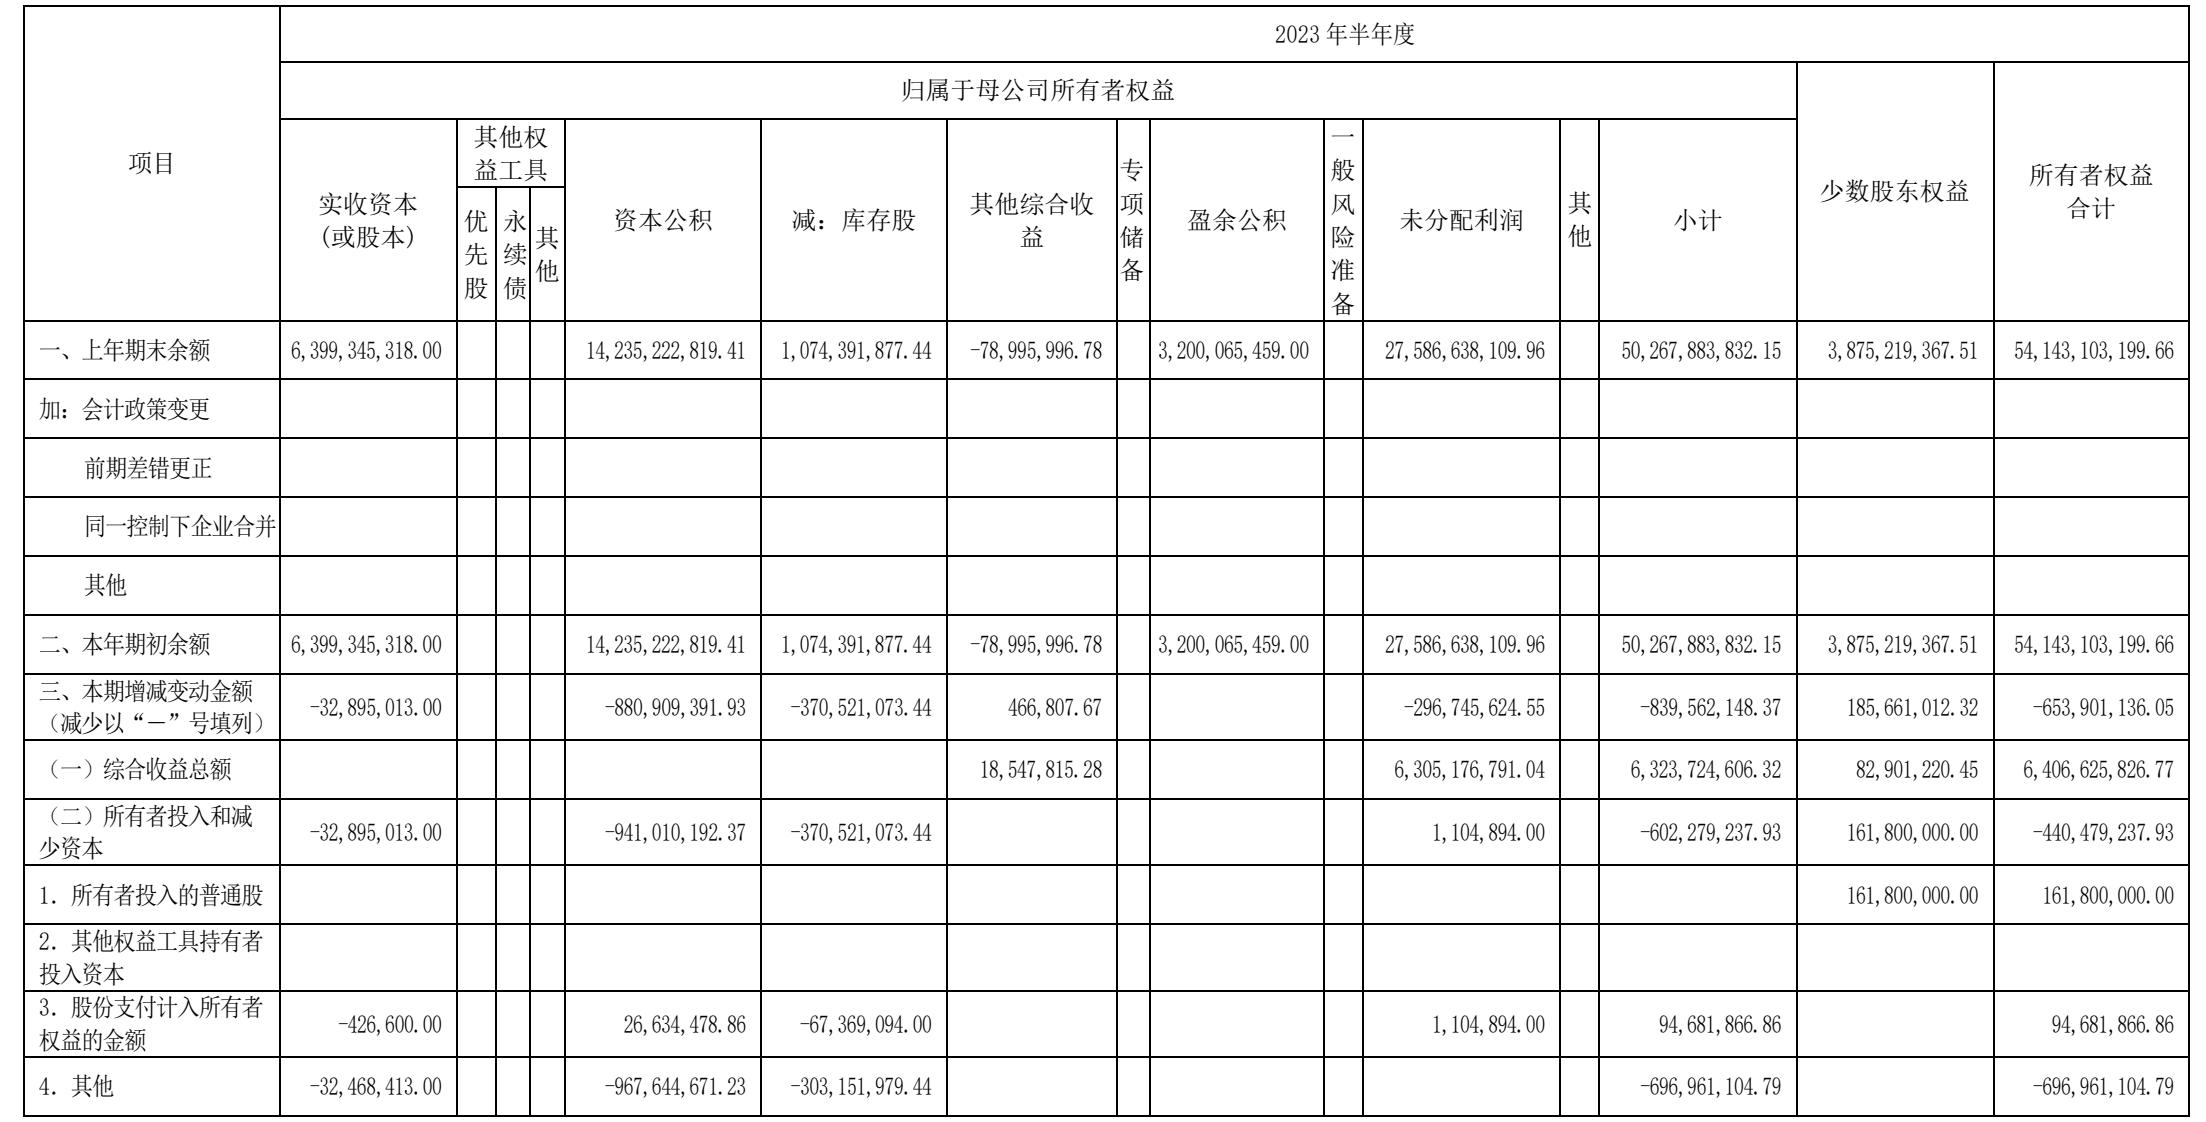 2023 年半年度
归属于母公司所有者权益
项目
实收资本
(或股本)
其他权
益工具
优先股
永续债
其他
资本公积
减：库存股
其他综合收
益
专项储备
盈余公积
一般风险准备
未分配利润
其他
小计
少数股东权益
所有者权益
合计
一、上年期末余额 6,399,345,318.00 14,235,222,819.41 1,074,391,877.44 -78,995,996.78 3,200,065,459.00 27,586,638,109.96 50,267,883,832.15 3,875,219,367.51 54,143,103,199.66
加：会计政策变更
前期差错更正
同一控制下企业合并
其他
二、本年期初余额 6,399,345,318.00 14,235,222,819.41 1,074,391,877.44 -78,995,996.78 3,200,065,459.00 27,586,638,109.96 50,267,883,832.15 3,875,219,367.51 54,143,103,199.66
三、本期增减变动金额
（减少以“－”号填列） -32,895,013.00 -880,909,391.93 -370,521,073.44 466,807.67 -296,745,624.55 -839,562,148.37 185,661,012.32 -653,901,136.05
（一）综合收益总额 18,547,815.28 6,305,176,791.04 6,323,724,606.32 82,901,220.45 6,406,625,826.77
（二）所有者投入和减
少资本 -32,895,013.00 -941,010,192.37 -370,521,073.44 1,104,894.00 -602,279,237.93 161,800,000.00 -440,479,237.93
1．所有者投入的普通股 161,800,000.00 161,800,000.00
2．其他权益工具持有者
投入资本
3．股份支付计入所有者
权益的金额 -426,600.00 26,634,478.86 -67,369,094.00 1,104,894.00 94,681,866.86 94,681,866.86
4．其他 -32,468,413.00 -967,644,671.23 -303,151,979.44 -696,961,104.79 -696,961,104.79